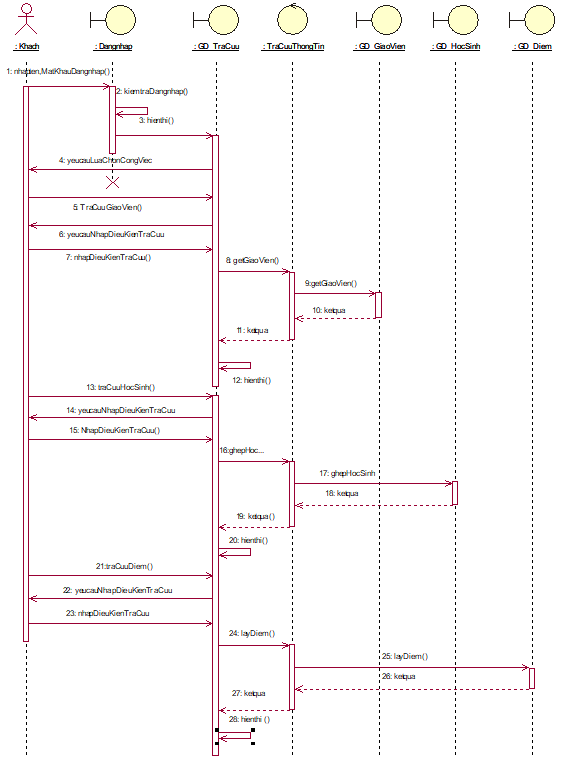 : Khach
: Dangnhap
: GD_TraCuu
: TraCuuThongTin
: GD_GiaoVien
: GD_HocSinh
: GD_Diem
1: nhapten,MatKhauDangnhap()
2: kiemtraDangnhap()
3: hienthi()
4: yeucauLuaChonCongViec
5: TraCuuGiaoVien()
6: yeucauNhapDieuKienTraCuu
7: nhapDieuKienTraCuu()
8: getGiaoVien()
9:getGiaoVien()
10: ketqua
11: ketqua
12: hienthi()
13: traCuuHocSinh()
14: yeucauNhapDieuKienTraCuu
15: NhapDieuKienTraCuu()
16:ghepHoc...
17: ghepHocSinh
18: ketqua
19: ketqua()
20: hienthi()
21:traCuuDiem()
22: yeucauNhapDieuKienTraCuu
23: nhapDieuKienTraCuu
24: layDiem()
25: layDiem()
26: ketqua
27: ketqua
28: hienthi ()